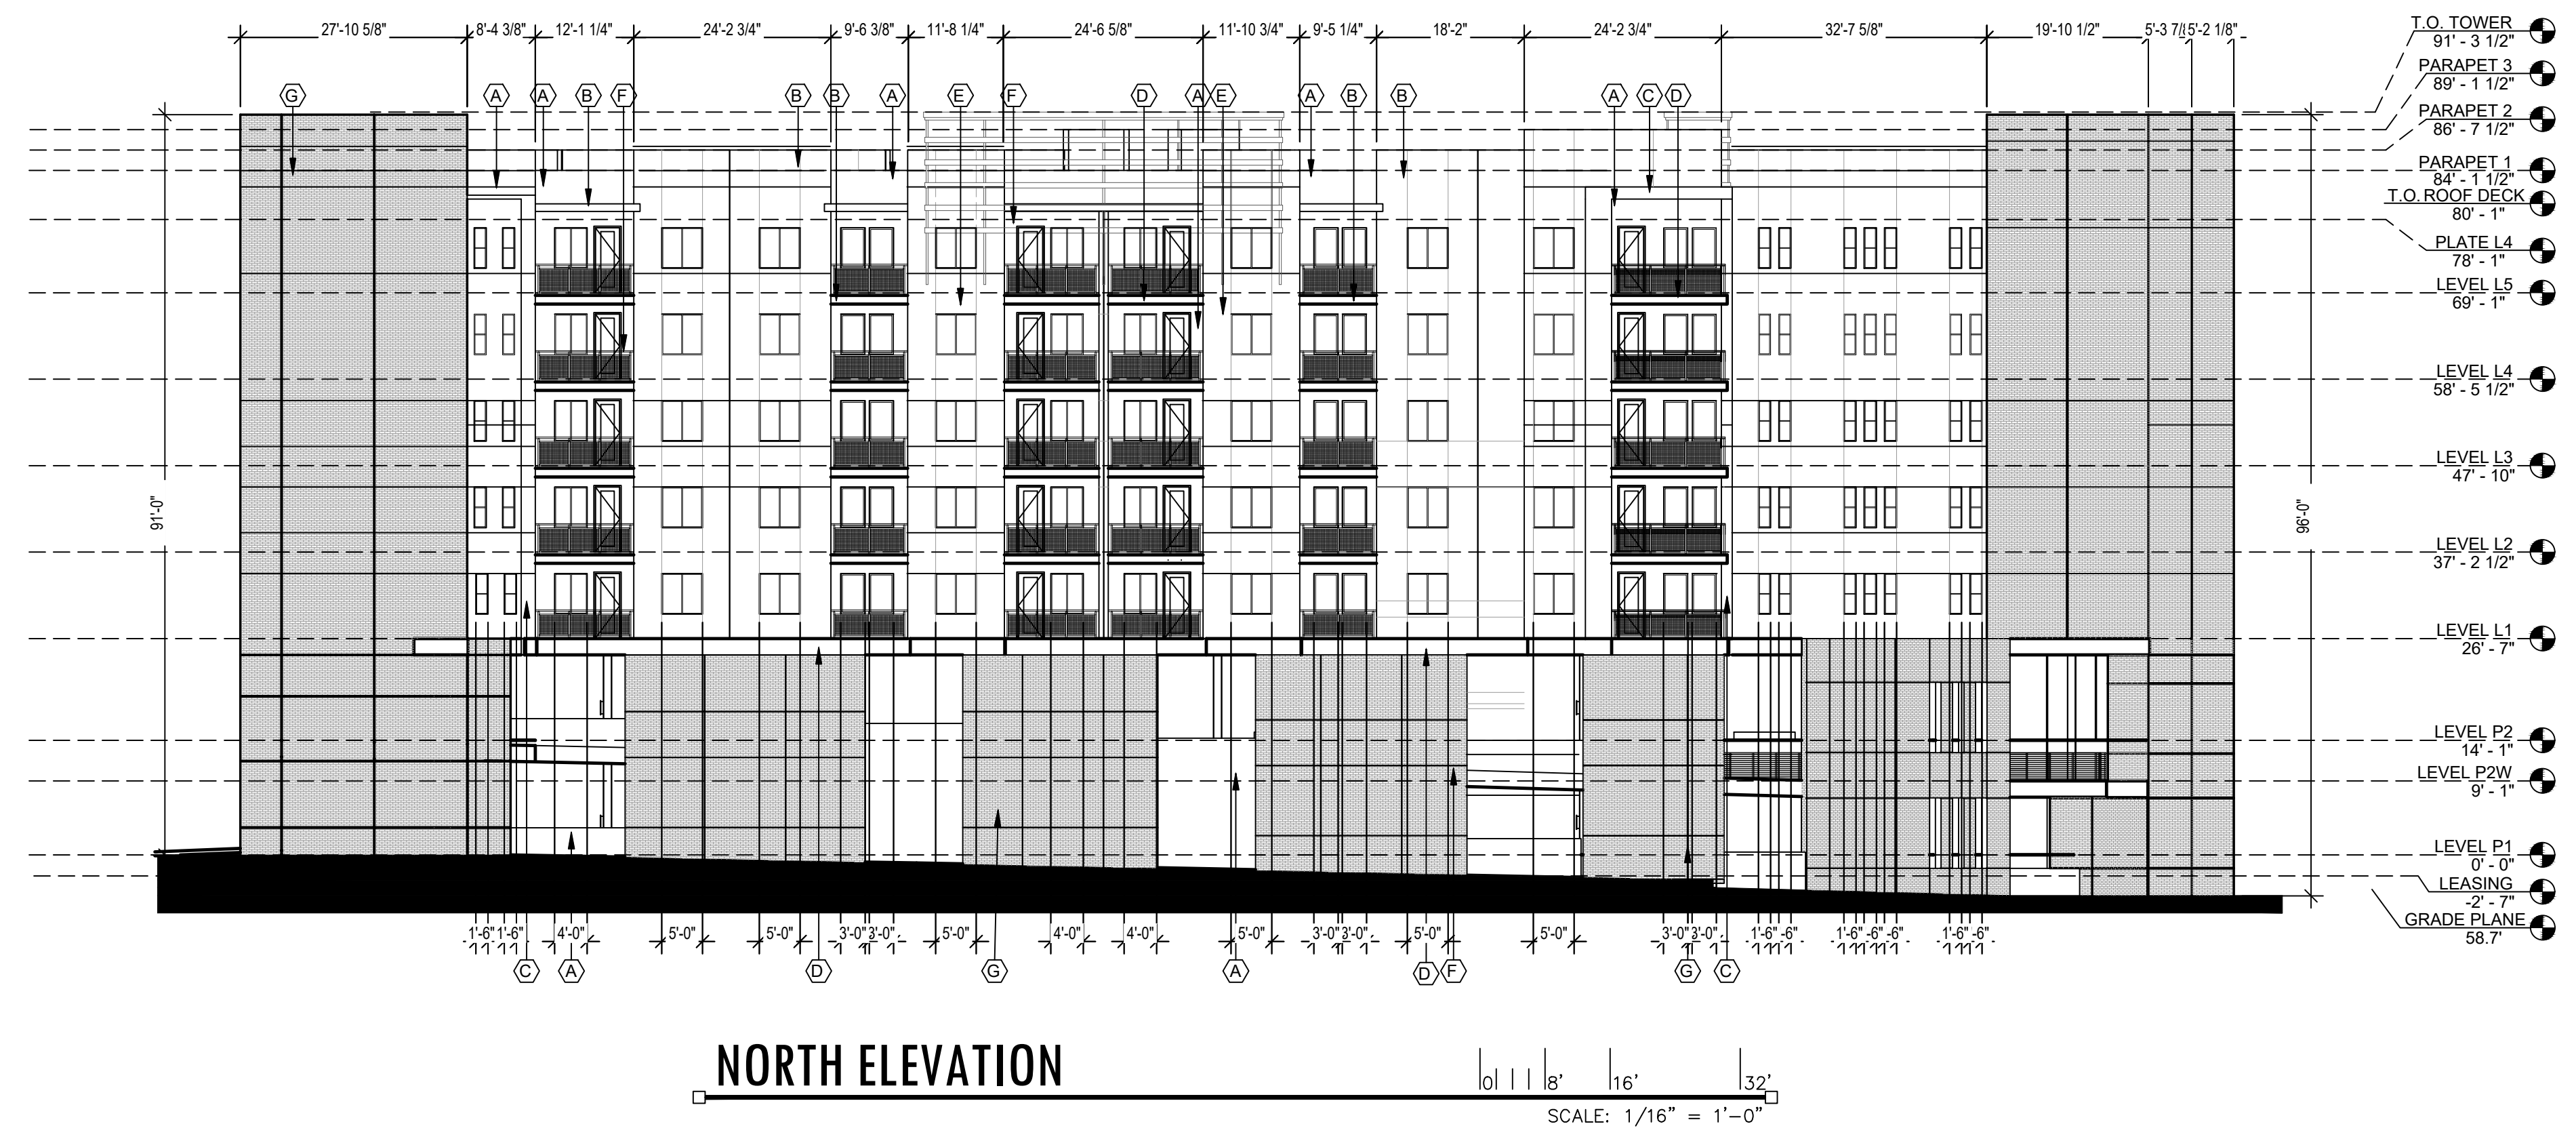 27'-10 5/8" 8'-4 3/8" 12'-1 1/4" 24'-2 3/4" 9'-6 3/8" 11'-8 1/4" 24'-6 5/8" 11'-10 3/4" 9'-5 1/4" 18'-2" 24'-2 3/4" 32'-7 5/8" 19'-10 1/2" 5'-3 7/ 5'-2 1/8"
G A A B F B B A E F D A E A B B A C D
T.O. TOWER
91' - 3 1/2"
PARAPET 3
89' - 1 1/2"
PARAPET 2
86' - 7 1/2"
PARAPET 1
84' - 1 1/2"
T.O. ROOF DECK
80' - 1"
PLATE L4
78' - 1"
LEVEL L5
69' - 1"
LEVEL L4
58' - 5 1/2"
LEVEL L3
47' - 10"
91'-0"
96'-0"
LEVEL L2
37' - 2 1/2"
LEVEL L1
26' - 7"
LEVEL P2
14' - 1"
LEVEL P2W
9' - 1"
LEVEL P1
0' - 0"
LEASING
-2' - 7"
GRADE PLANE
58.7'
1'-6" 1'-6" 4'-0" 5'-0" 5'-0" 3'-0" 3'-0" 5'-0" 4'-0" 4'-0" 5'-0" 3'-0" 3'-0" 5'-0" 5'-0" 3'-0" 3'-0" 1'-6" -6" 1'-6" -6" -6" 1'-6" -6"
C A D G A D F G C
NORTH ELEVATION
0 8' 16' 32'
SCALE: 1/16" = 1'-0"